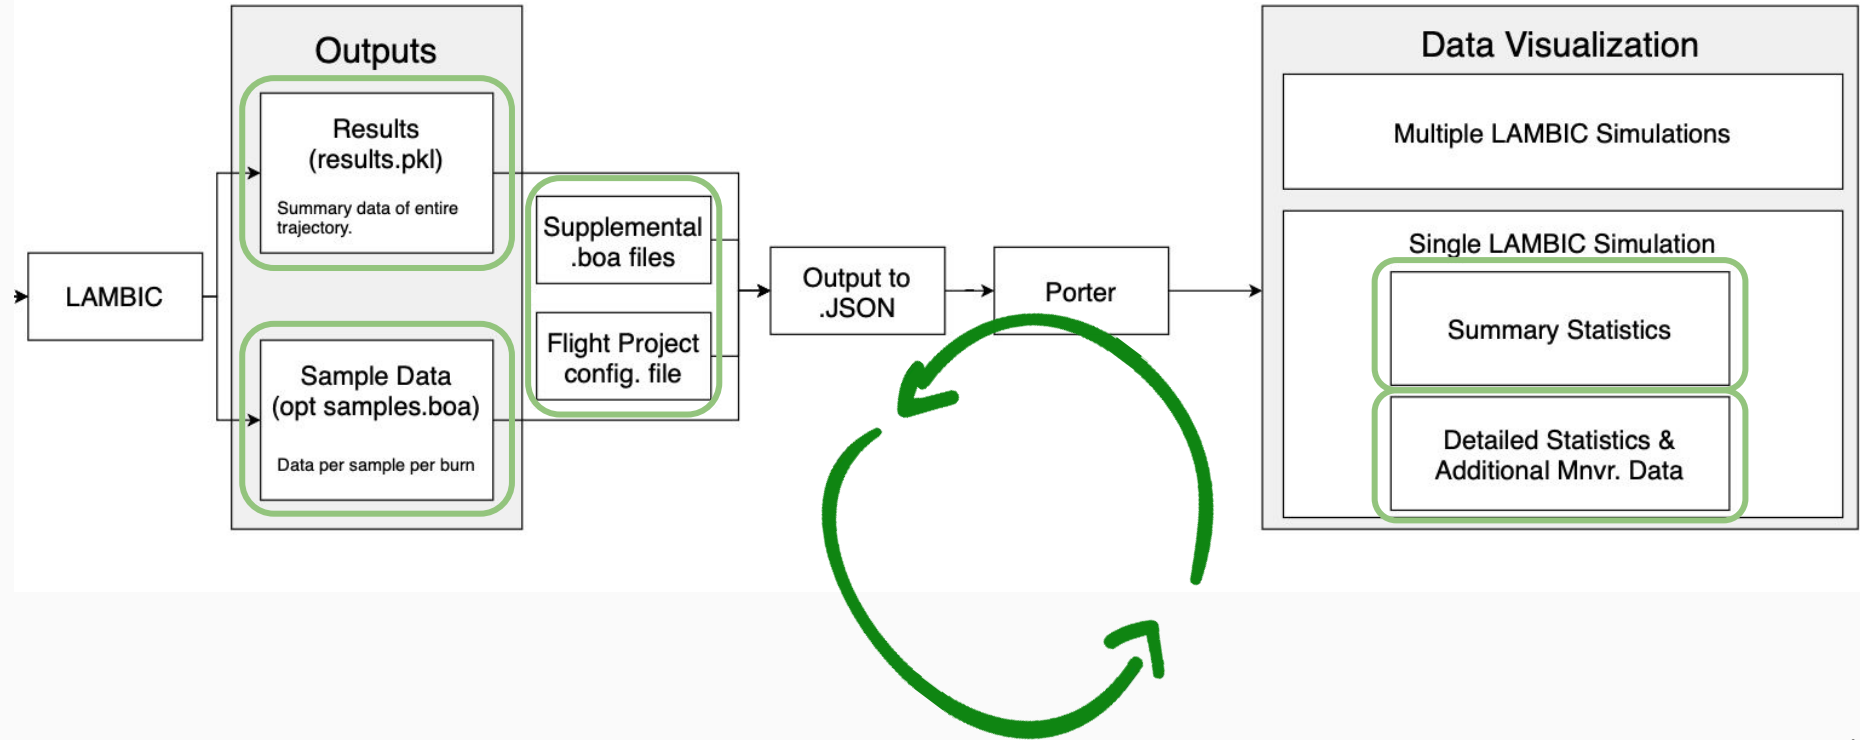 LAMBIC
Outputs
Results
(results.pkl)
Summary data of entire
trajectory.
Sample Data
(opt samples.boa)
Data per sample per burn
Supplemental
.boa files
Flight Project
config. file
Output to
.JSON
Porter
Data Visualization
Multiple LAMBIC Simulations
Single LAMBIC Simulation
Summary Statistics
Detailed Statistics &
Additional Mnvr. Data